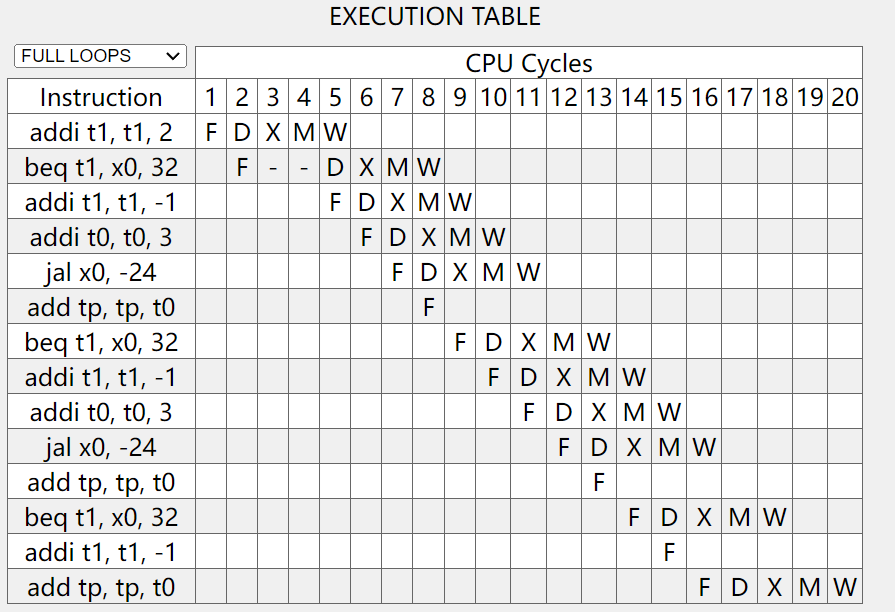 EXECUTION TABLE
FULL LOOPS
CPU Cycles
Instruction 1 2 3 4 5 6 7 8 9 10 11 12 13 14 15 16 17 18 19 20
addi t1, t1, 2 F D X M W
beq t1, x0, 32 F - - D X M W
addi t1, t1, -1 F D X M W
addi t0, t0, 3 F D X M W
jal x0, -24 F D X M W
add tp, tp, t0 F
beq t1, x0, 32 F D X M W
addi t1, t1, -1 F D X M W
addi t0, t0, 3 F D X M W
jal x0, -24 F D X M W
add tp, tp, t0 F
beq t1, x0, 32 F D X M W
addi t1, t1, -1 F
add tp, tp, t0 F D X M W